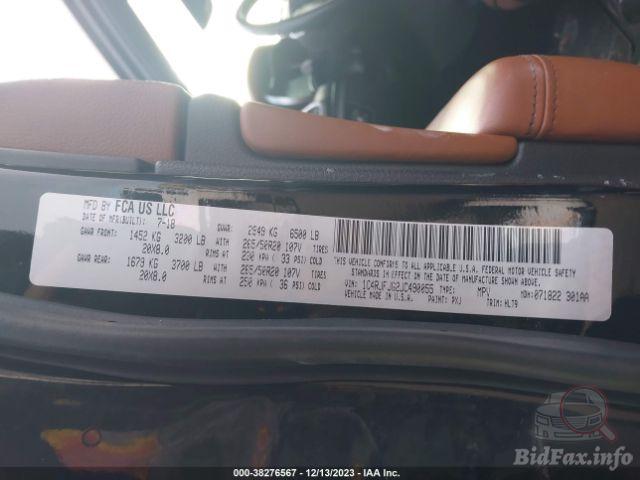 MFD BY FCA US LLC
DATE OF MFR(BUILT): 7-18 GVWR: 2949 KG 6500 LB
GAWR FRONT: 1452 KG 3200 LB WITH 265/50R20 107V TIRES
20X8.0 RIMS AT 230 KPA ( 33 PSI) COLD
GAWR REAR: 1679 KG 3700 LB WITH 265/50R20 107V TIRES
20X8.0 RIMS AT 250 KPA ( 36 PSI) COLD
THIS VEHICLE CONFORMS TO ALL APPLICABLE U.S.A. FEDERAL MOTOR VEHICLE SAFETY
STANDARDS IN EFFECT ON THE DATE OF MANUFACTURE SHOWN ABOVE.
VIN: 1C4RJFJG2JC490055 TYPE: MPV MDH: 071822 301AA
VEHICLE MADE IN U.S.A. PAINT: PXJ TRIM: HLT9
000-38276567 - 12/13/2023 - IAA Inc.
BidFax.info